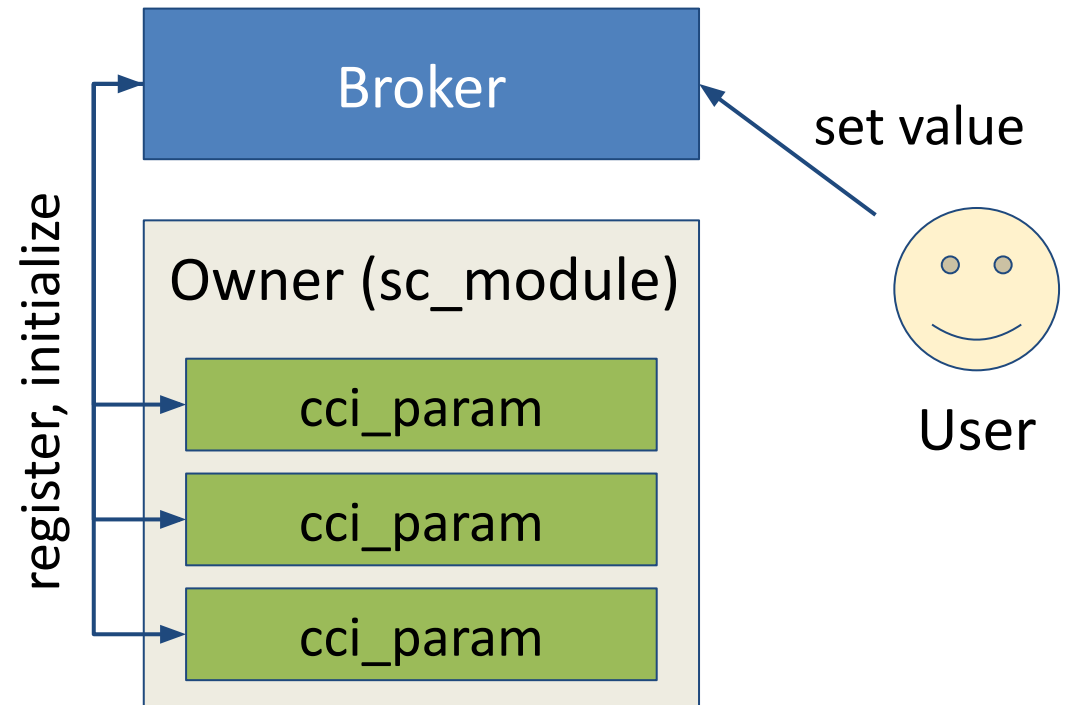 Broker
set value
register, initialize
Owner (sc_module)
cci_param
cci_param
cci_param
User